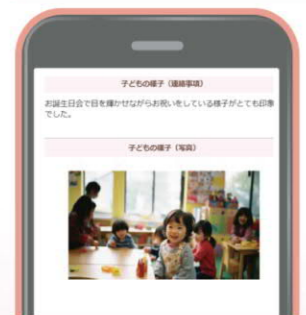 子どもの様子（連絡事項）
お誕生日会で目を輝かせながらお祝いをしている様子がとても印象
でした。
子どもの様子（写真）